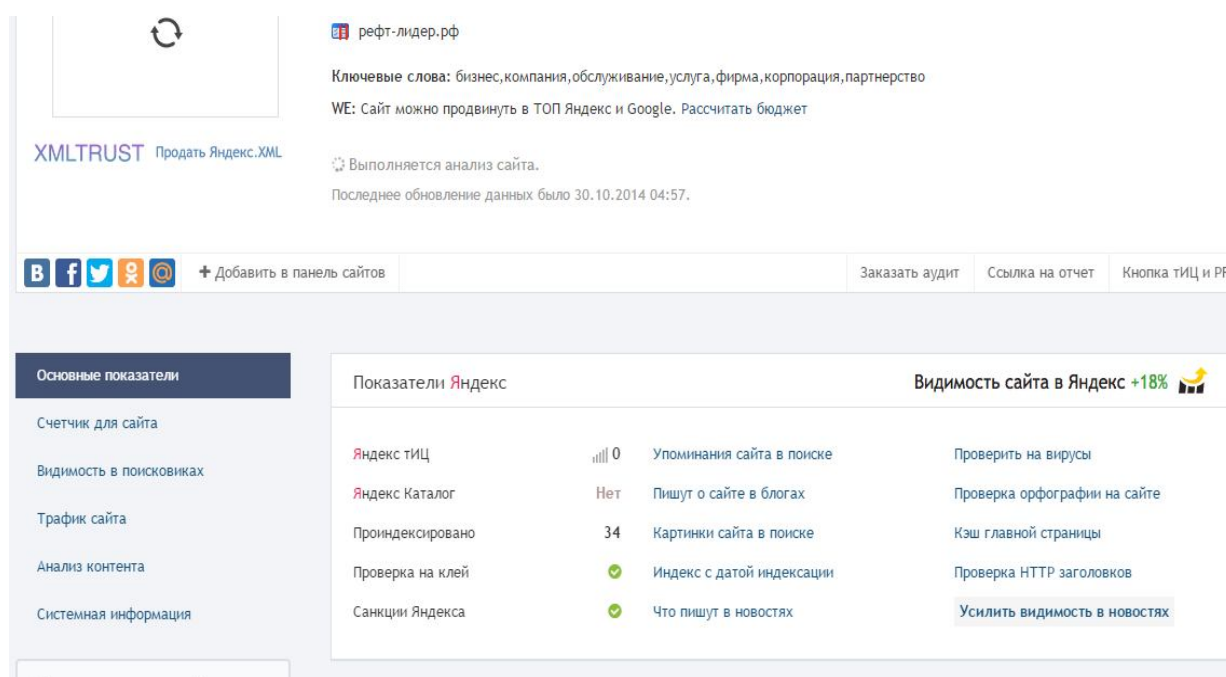 рефт-лидер.рф
Ключевые слова: бизнес,компания,обслуживание,услуга,фирма,корпорация,партнерство
WE: Сайт можно продвинуть в ТОП Яндекс и Google. Рассчитать бюджет
XMLTRUST Продать Яндекс.XML
Выполняется анализ сайта.
Последнее обновление данных было 30.10.2014 04:57.
+ Добавить в панель сайтов
Заказать аудит Ссылка на отчет Кнопка тИЦ и PR
Основные показатели
Счетчик для сайта
Видимость в поисковиках
Трафик сайта
Анализ контента
Системная информация
Показатели Яндекс Видимость сайта в Яндекс +18%
Яндекс тИЦ 0 Упоминания сайта в поиске Проверить на вирусы
Яндекс Каталог Нет Пишут о сайте в блогах Проверка орфографии на сайте
Проиндексировано 34 Картинки сайта в поиске Кэш главной страницы
Проверка на клей Индекс с датой индексации Проверка HTTP заголовков
Санкции Яндекса Что пишут в новостях Усилить видимость в новостях